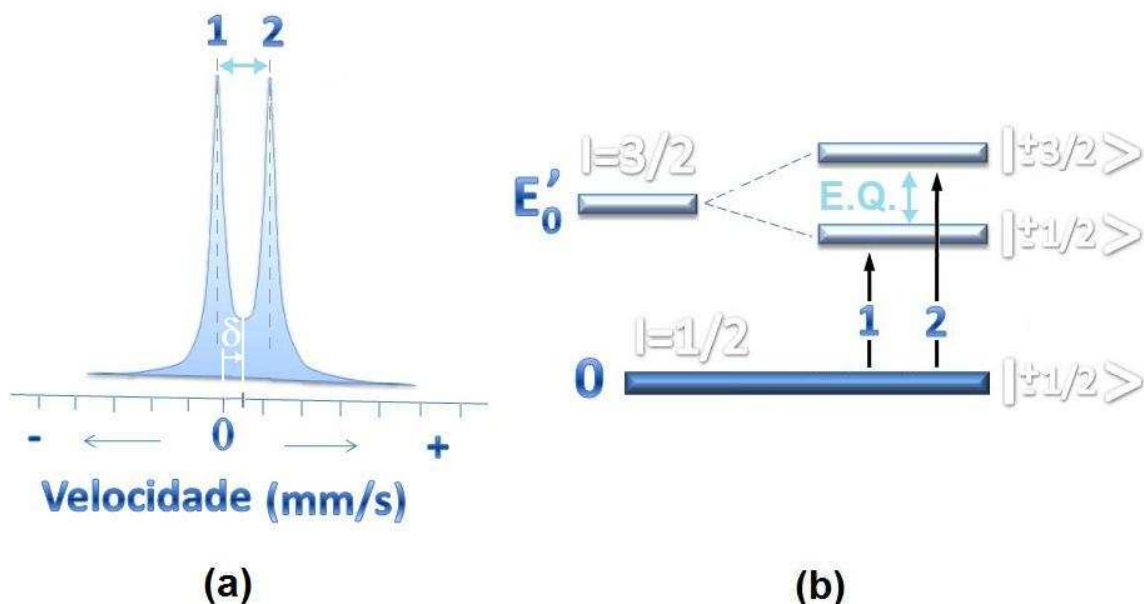 1 2
δ
- 0 +
Velocidade (mm/s)
(a)
I=3/2
E'₀
E.Q.
|±3/2>
|±1/2>
1 2
I=1/2
0
|±1/2>
(b)